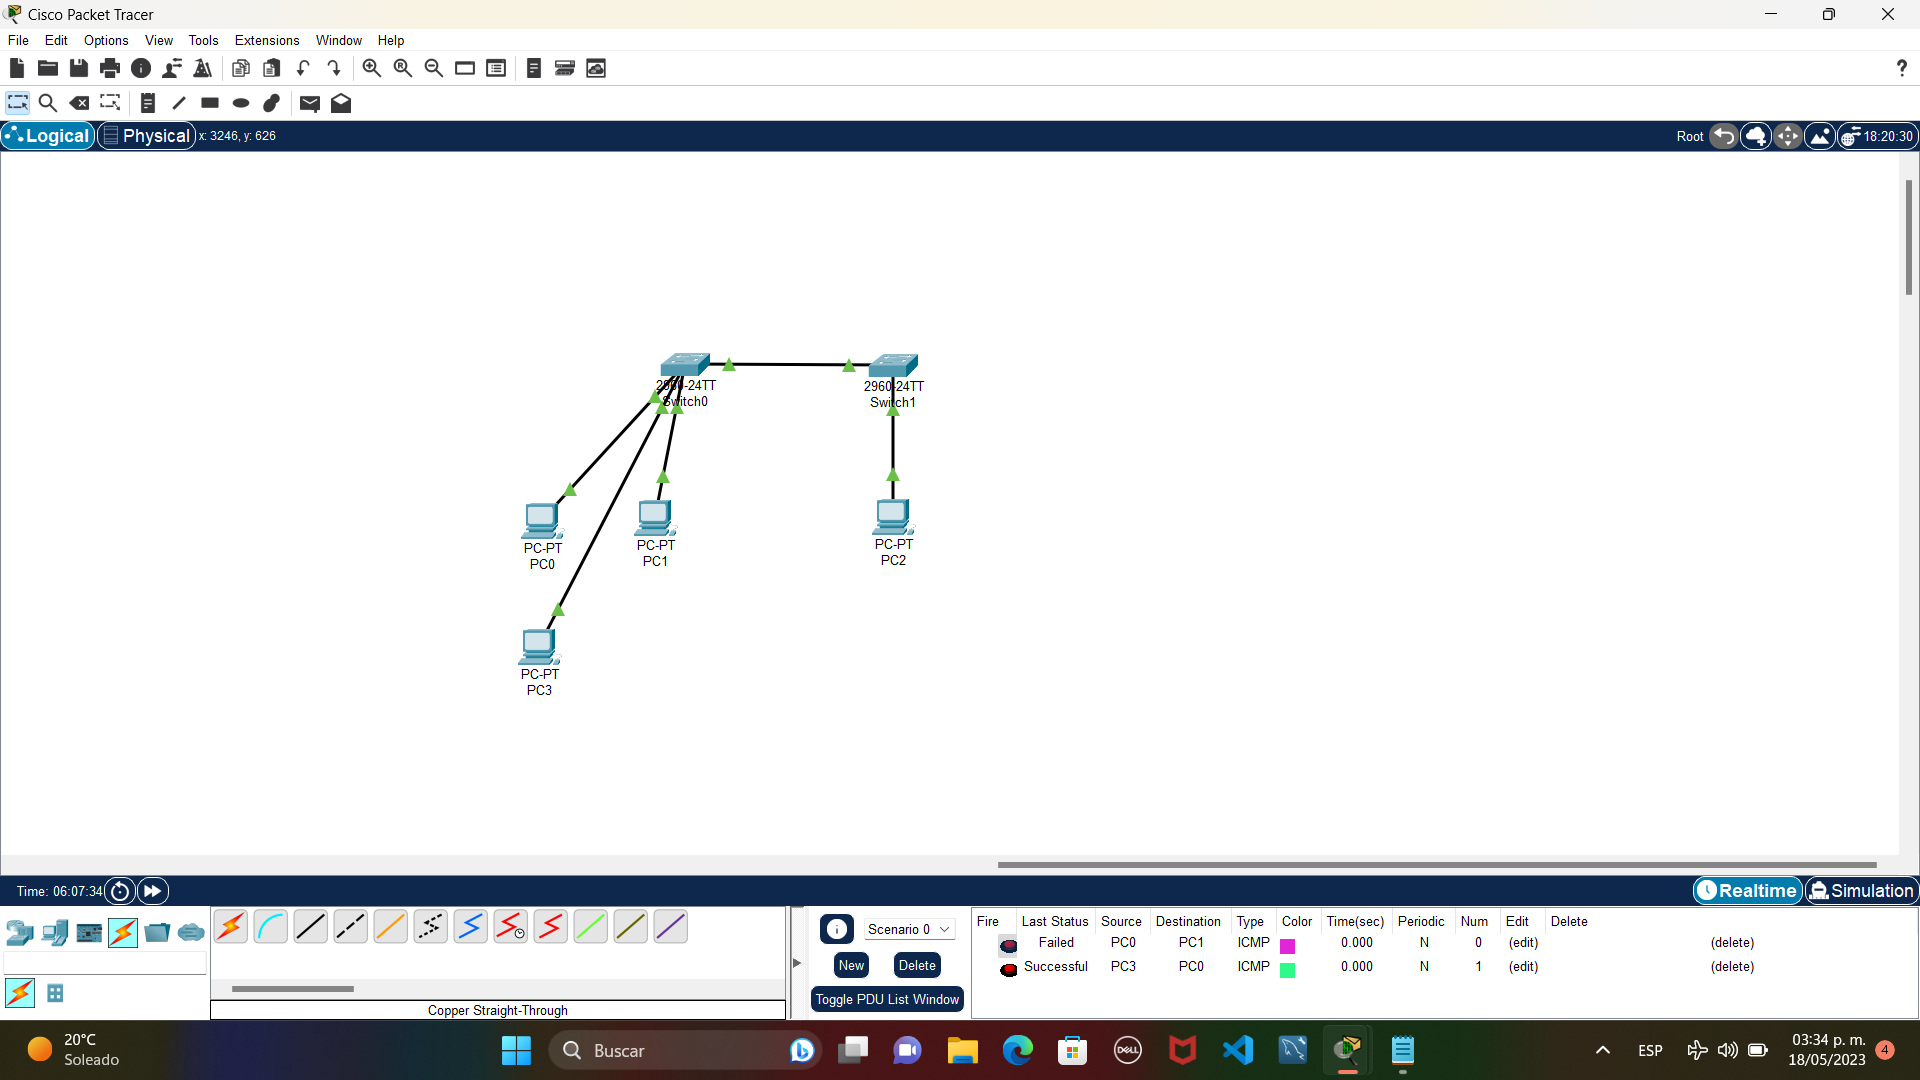 Cisco Packet Tracer
File Edit Options View Tools Extensions Window Help
?
Logical Physical x: 3246, y: 626 Root 18:20:30
2960-24TT
Switch0
2960-24TT
Switch1
PC-PT
PC0
PC-PT
PC1
PC-PT
PC2
PC-PT
PC3
Time: 06:07:34 Realtime Simulation
Scenario 0
New Delete
Toggle PDU List Window
Copper Straight-Through
Fire Last Status Source Destination Type Color Time(sec) Periodic Num Edit Delete
Failed PC0 PC1 ICMP 0.000 N 0 (edit) (delete)
Successful PC3 PC0 ICMP 0.000 N 1 (edit) (delete)
20°C
Soleado
Buscar
DELL
ESP
03:34 p. m.
18/05/2023
4